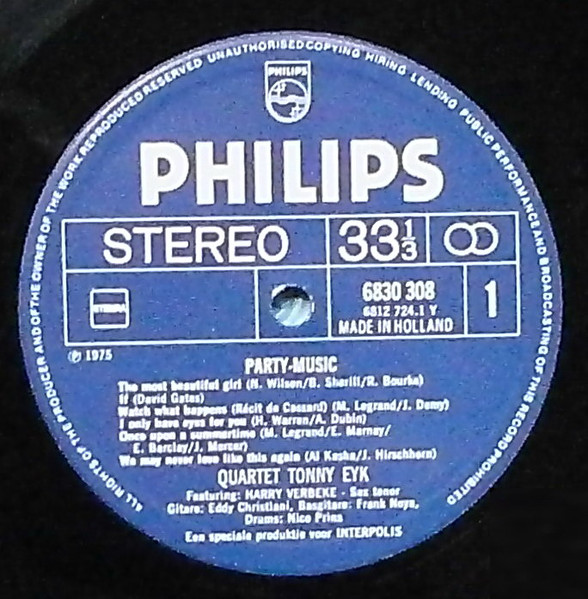 ALL RIGHTS OF THE PRODUCER AND OF THE OWNER OF THE WORK REPRODUCED RESERVED UNAUTHORISED COPYING HIRING LENDING PUBLIC PERFORMANCE AND BROADCASTING OF THIS RECORD PROHIBITED
PHILIPS
PHILIPS
STEREO 33 1/3
STEMRA
6830 308
6812 724.1 Y
MADE IN HOLLAND
1
℗ 1975
PARTY-MUSIC
The most beautiful girl (N. Wilson/B. Sherill/R. Bourke)
If (David Gates)
Watch what happens (Récit de Cassard) (M. Legrand/J. Demy)
I only have eyes for you (H. Warren/A. Dubin)
Once upon a summertime (M. Legrand/E. Marnay/
E. Barclay/J. Mercer)
We may never love like this again (Al Kasha/J. Hirschhorn)
QUARTET TONNY EYK
Featuring: HARRY VERBEKE - Sax tenor
Gitare: Eddy Christiani, Basgitare: Frank Noya,
Drums: Nico Prins
Een speciale produktie voor INTERPOLIS